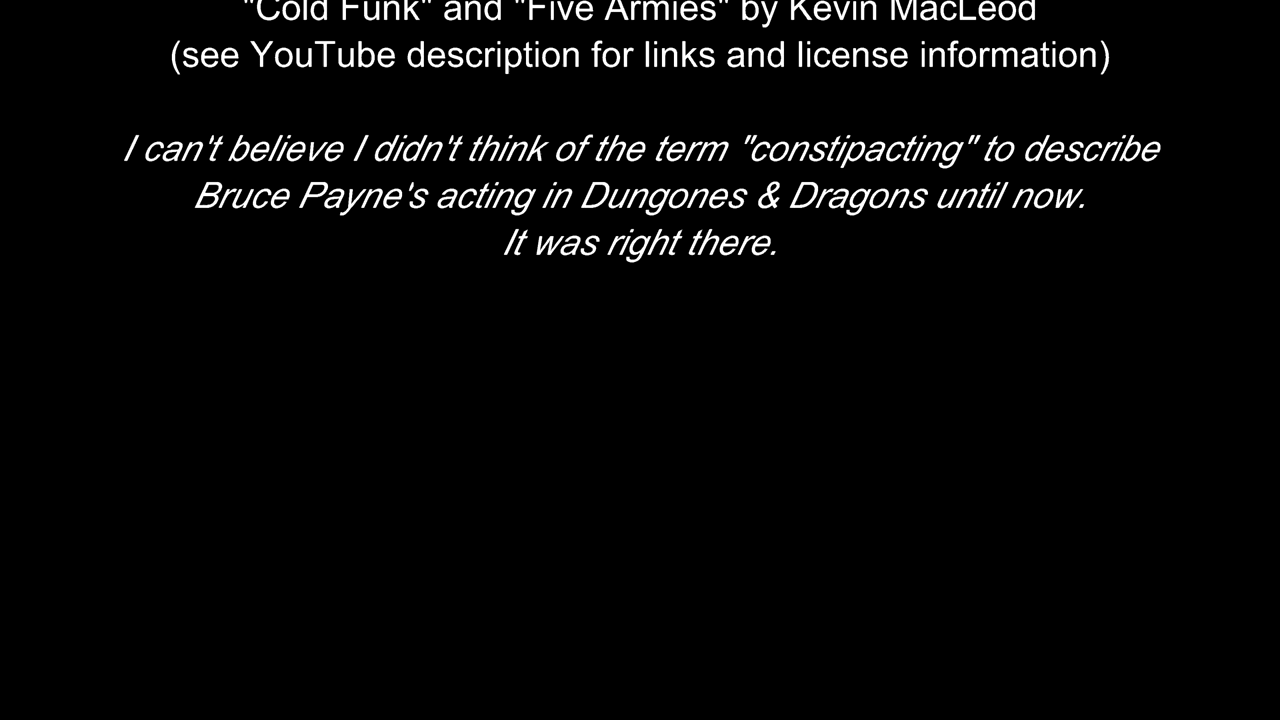 "Cold Funk" and "Five Armies" by Kevin MacLeod
(see YouTube description for links and license information)
I can't believe I didn't think of the term "constipacting" to describe
Bruce Payne's acting in Dungones & Dragons until now.
It was right there.